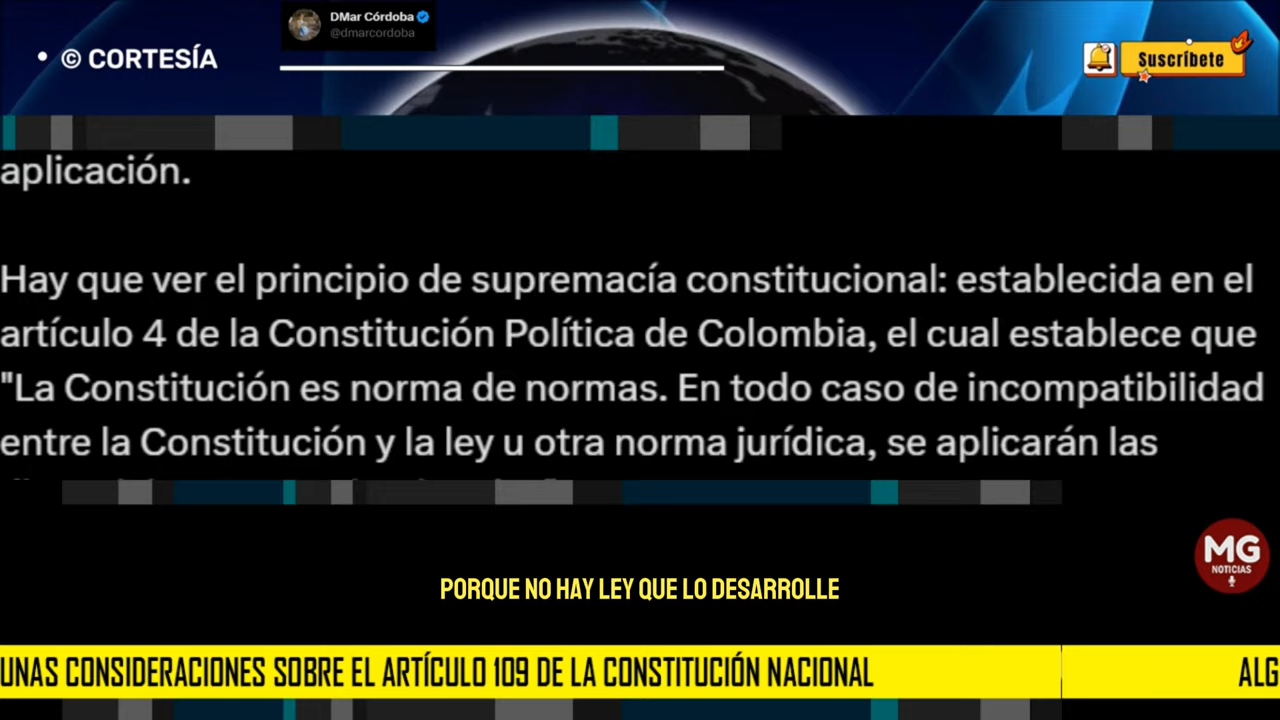 DMar Córdoba
@dmarcordoba
• © CORTESÍA
Suscríbete
aplicación.
Hay que ver el principio de supremacía constitucional: establecida en el
artículo 4 de la Constitución Política de Colombia, el cual establece que
"La Constitución es norma de normas. En todo caso de incompatibilidad
entre la Constitución y la ley u otra norma jurídica, se aplicarán las
MG
NOTICIAS
PORQUE NO HAY LEY QUE LO DESARROLLE
UNAS CONSIDERACIONES SOBRE EL ARTÍCULO 109 DE LA CONSTITUCIÓN NACIONAL
ALG